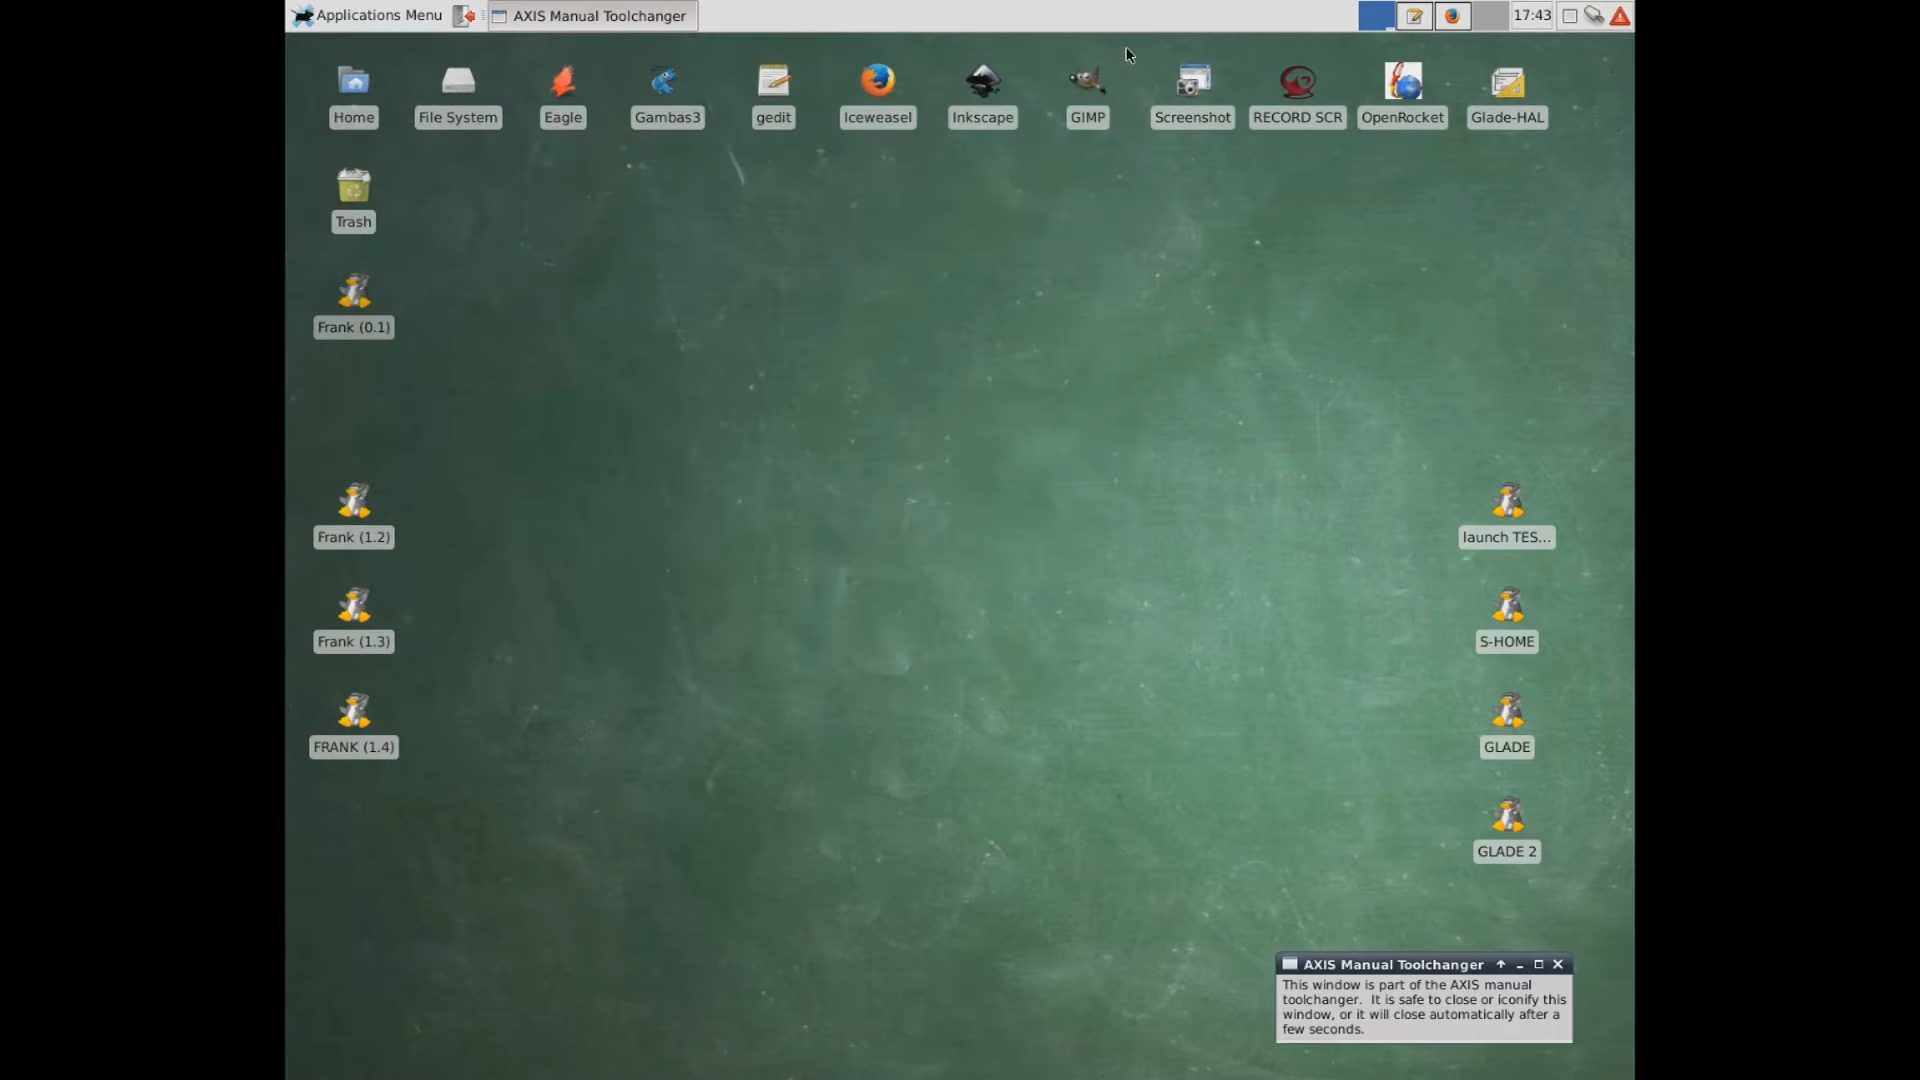 Applications Menu
AXIS Manual Toolchanger
17:43
Home
File System
Eagle
Gambas3
gedit
Iceweasel
Inkscape
GIMP
Screenshot
RECORD SCR
OpenRocket
Glade-HAL
Trash
Frank (0.1)
Frank (1.2)
launch TES...
Frank (1.3)
S-HOME
FRANK (1.4)
GLADE
GLADE 2
AXIS Manual Toolchanger
This window is part of the AXIS manual
toolchanger. It is safe to close or iconify this
window, or it will close automatically after a
few seconds.